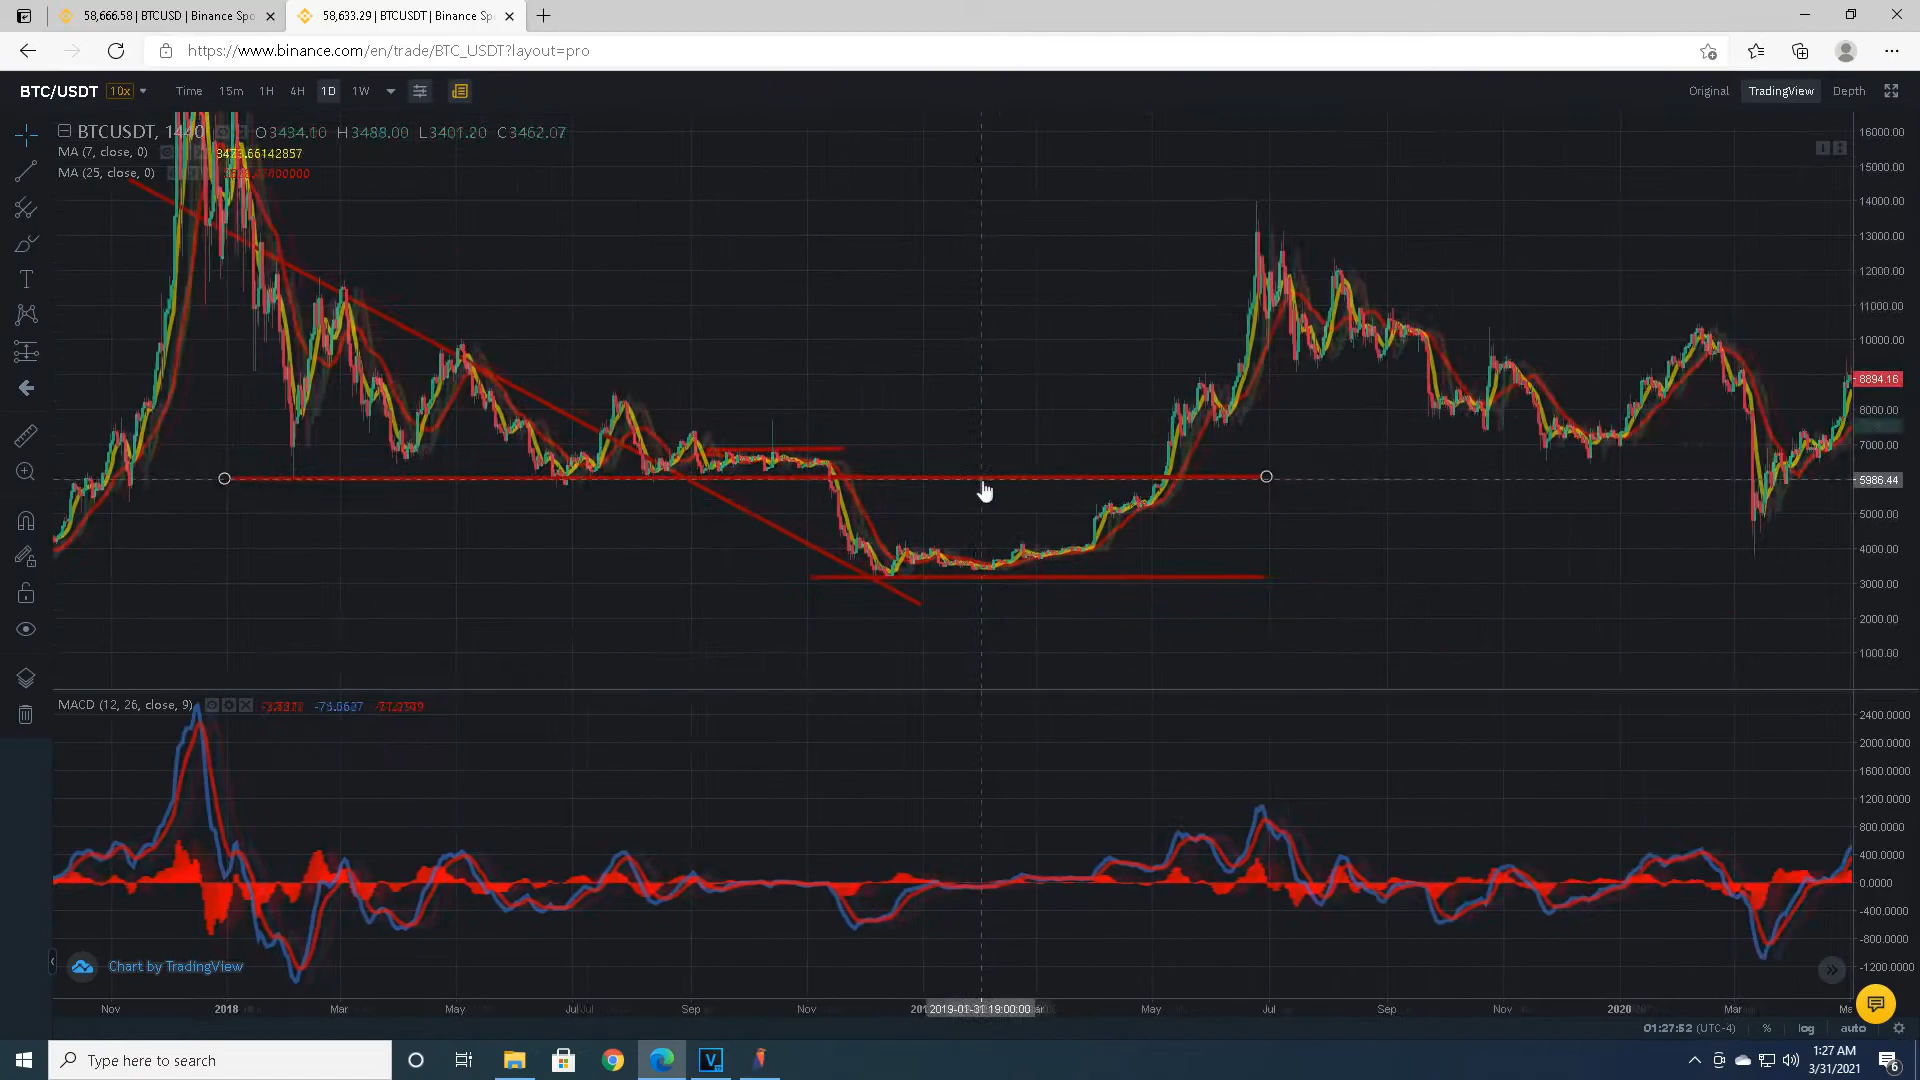 58,666.58 | BTCUSD | Binance Spo
58,633.29 | BTCUSDT | Binance Sp
https://www.binance.com/en/trade/BTC_USDT?layout=pro
BTC/USDT 10x Time 15m 1H 4H 1D 1W Original TradingView Depth
BTCUSDT, 1440 O3434.10 H3488.00 L3401.20 C3462.07
MA (7, close, 0) 3473.66142857
MA (25, close, 0)
16000.00
15000.00
14000.00
13000.00
12000.00
11000.00
10000.00
8894.16
8000.00
7000.00
5986.44
5000.00
4000.00
3000.00
2000.00
1000.00
MACD (12, 26, close, 9)
2400.0000
2000.0000
1600.0000
1200.0000
800.0000
400.0000
0.0000
-400.0000
-800.0000
-1200.0000
Chart by TradingView
Nov 2018 Mar May Jul Sep Nov 2019-01-31 19:00:00 May Jul Sep Nov 2020 Mar
01:27:52 (UTC-4) % log auto
Type here to search
1:27 AM
3/31/2021
6